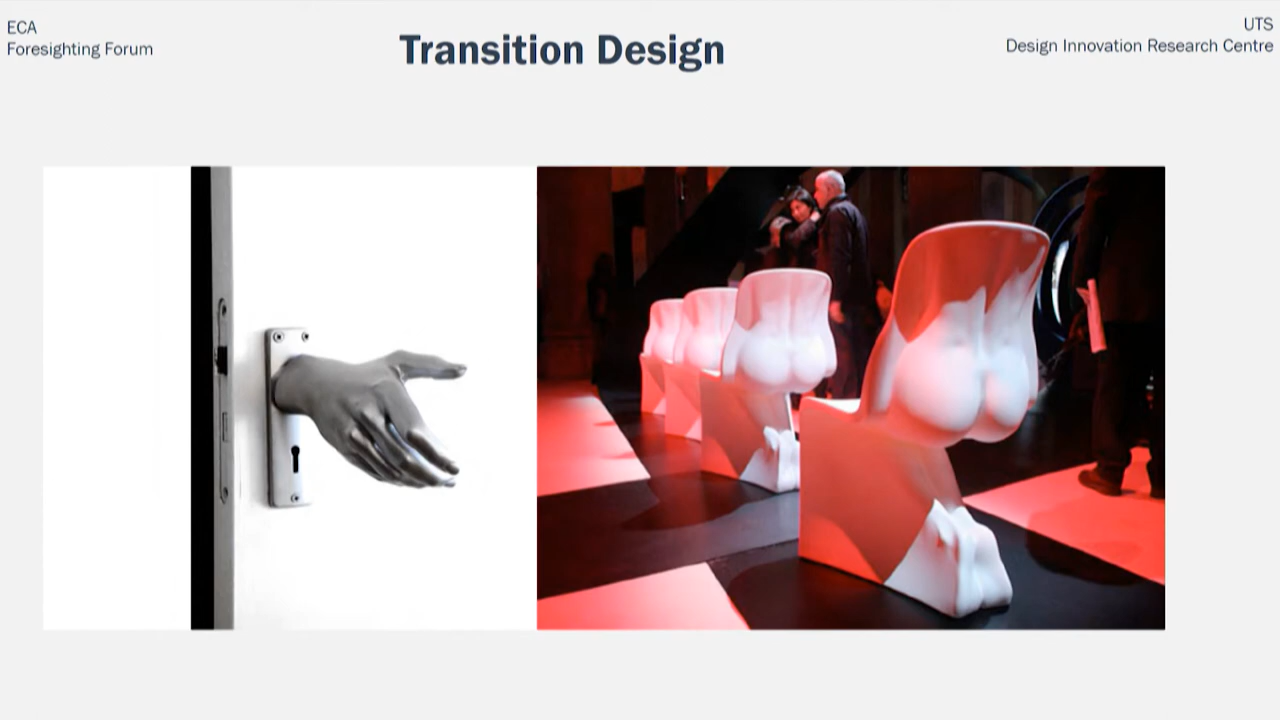 ECA
Foresighting Forum
Transition Design
UTS
Design Innovation Research Centre